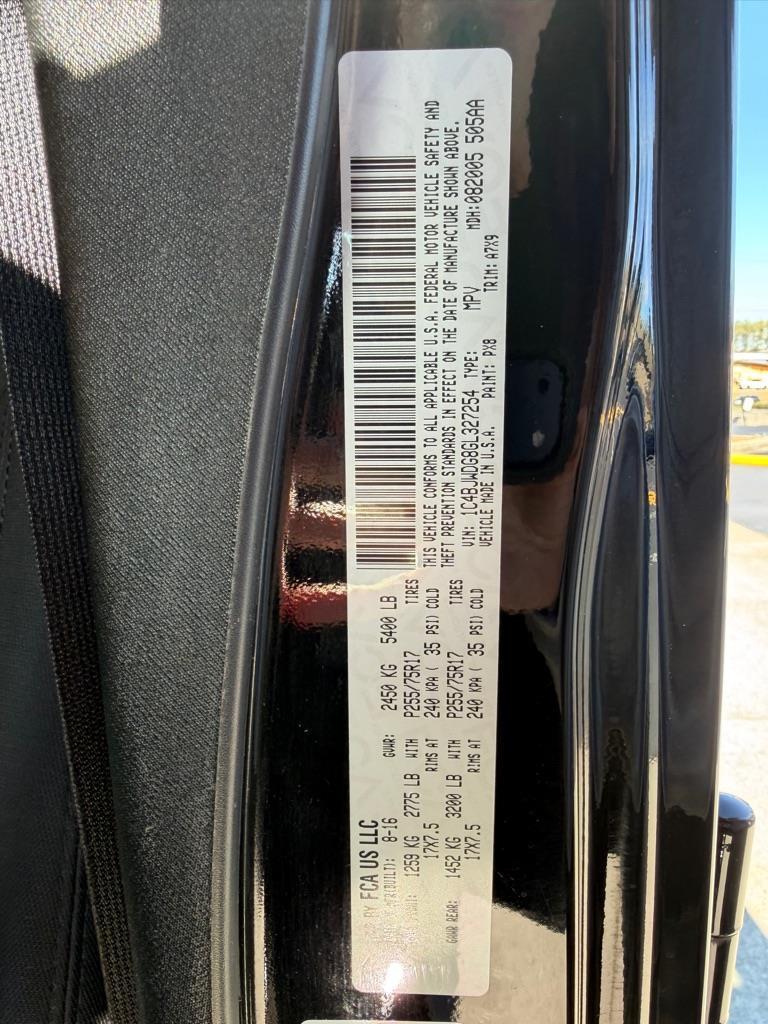 BY FCA US LLC
8-16 GVWR: 2450 KG 5400 LB
1259 KG 2775 LB WITH P255/75R17 TIRES
17X7.5 RIMS AT 240 KPA ( 35 PSI) COLD
GAWR REAR: 1452 KG 3200 LB WITH P255/75R17 TIRES
17X7.5 RIMS AT 240 KPA ( 35 PSI) COLD
THIS VEHICLE CONFORMS TO ALL APPLICABLE U.S.A. FEDERAL MOTOR VEHICLE SAFETY AND
THEFT PREVENTION STANDARDS IN EFFECT ON THE DATE OF MANUFACTURE SHOWN ABOVE.
VIN: 1C4BJWDG8GL327254 TYPE: MPV MDH:082005 505AA
VEHICLE MADE IN U.S.A. PAINT: PX8 TRIM: A7X9